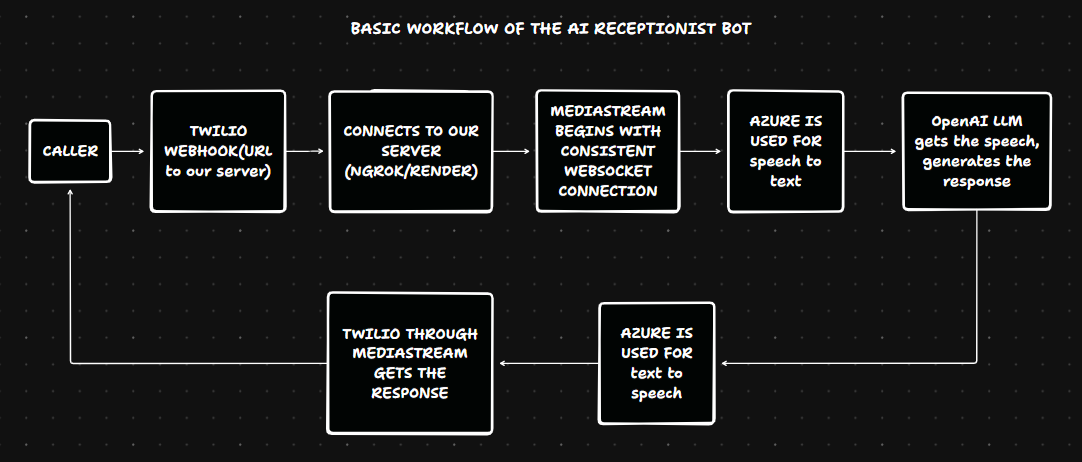 BASIC WORKFLOW OF THE AI RECEPTIONIST BOT
CALLER
TWILIO
WEBHOOK(URL
to our server)
CONNECTS TO OUR
SERVER
(NGROK/RENDER)
MEDIASTREAM
BEGINS WITH
CONSISTENT
WEBSOCKET
CONNECTION
AZURE IS
USED FOR
speech to
text
OpenAI LLM
gets the speech,
generates the
response
TWILIO THROUGH
MEDIASTREAM
GETS THE
RESPONSE
AZURE IS
USED FOR
text to
speech